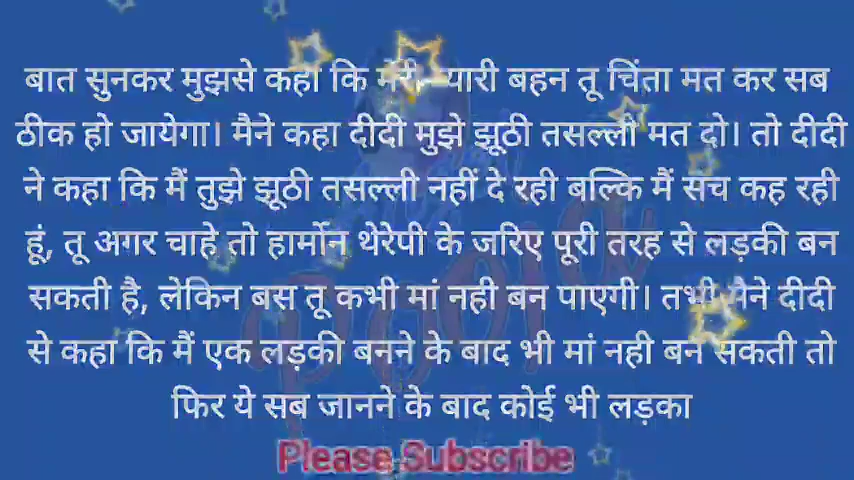 बात सुनकर मुझसे कहा कि मेरी बहन तू चिंता मत कर सब
ठीक हो जायेगा। मैने कहा दीदी मुझे झूठी तसल्ली मत दो। तो दीदी
ने कहा कि मैं तुझे झूठी तसल्ली नहीं दे रही बल्कि मैं सच कह रही
हूं, तू अगर चाहे तो हार्मोन थेरेपी के जरिए पूरी तरह से लड़की बन
सकती है, लेकिन बस तू कभी मां नही बन पाएगी। तभी मैने दीदी
से कहा कि मैं एक लड़की बनने के बाद भी मां नही बन सकती तो
फिर ये सब जानने के बाद कोई भी लड़का
Please Subscribe